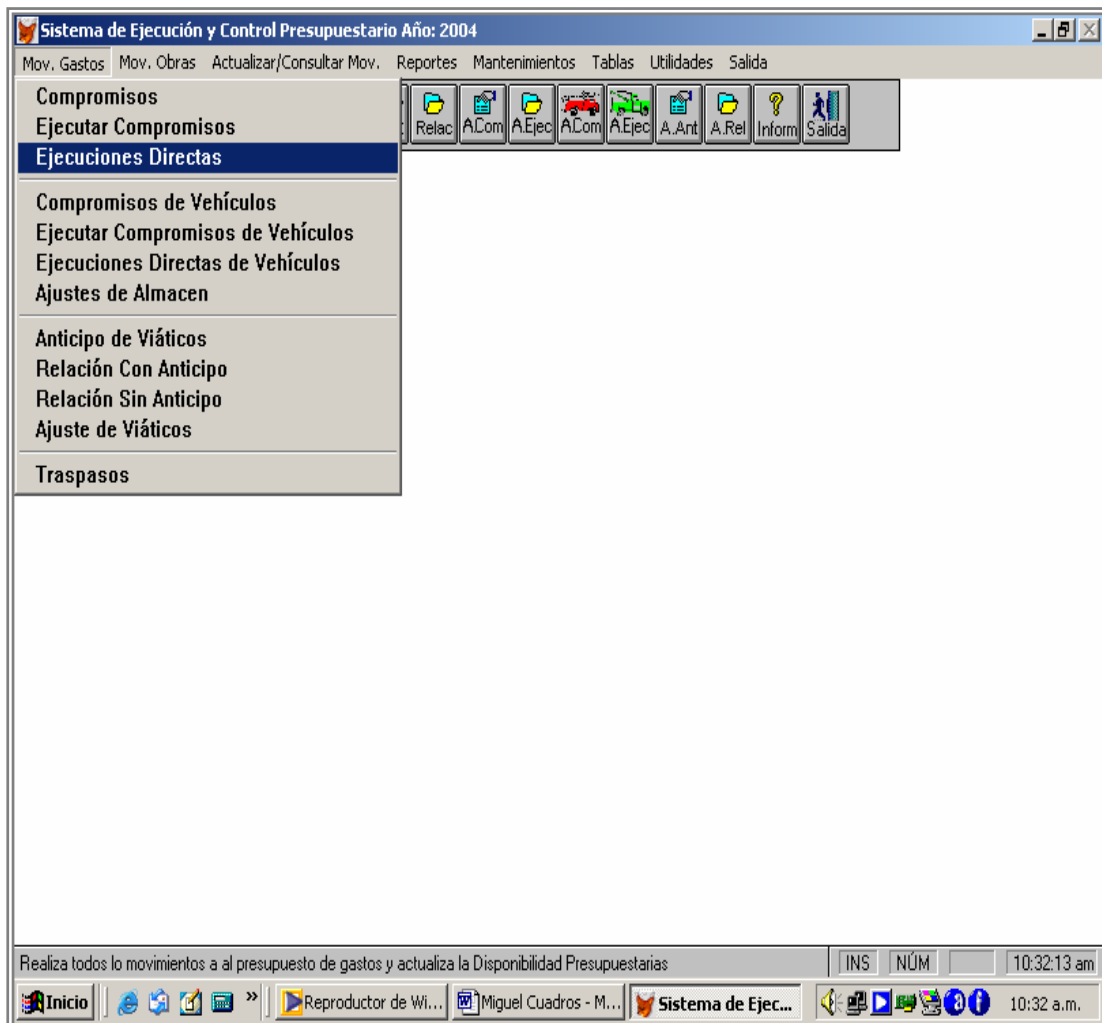 Sistema de Ejecución y Control Presupuestario Año: 2004
Mov. Gastos Mov. Obras Actualizar/Consultar Mov. Reportes Mantenimientos Tablas Utilidades Salida
Relac A.Com A.Ejec A.Com A.Ejec A.Ant A.Rel Inform Salida
Compromisos
Ejecutar Compromisos
Ejecuciones Directas
Compromisos de Vehículos
Ejecutar Compromisos de Vehículos
Ejecuciones Directas de Vehículos
Ajustes de Almacen
Anticipo de Viáticos
Relación Con Anticipo
Relación Sin Anticipo
Ajuste de Viáticos
Traspasos
Realiza todos lo movimientos a al presupuesto de gastos y actualiza la Disponibilidad Presupuestarias INS NÚM 10:32:13 am
Inicio » Reproductor de Wi... Miguel Cuadros - M... Sistema de Ejec... 10:32 a.m.